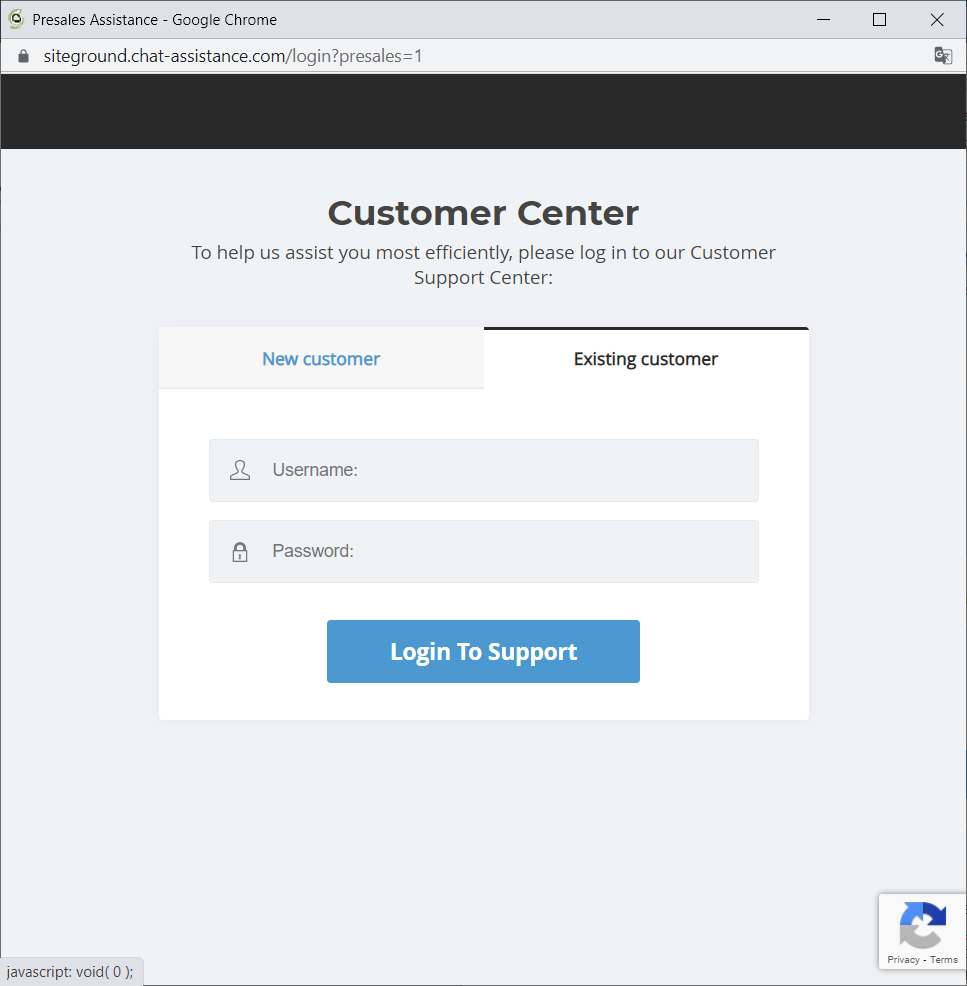 Presales Assistance - Google Chrome
siteground.chat-assistance.com/login?presales=1
Customer Center
To help us assist you most efficiently, please log in to our Customer
Support Center:
New customer
Existing customer
Username:
Password:
Login To Support
Privacy - Terms
javascript: void( 0 );